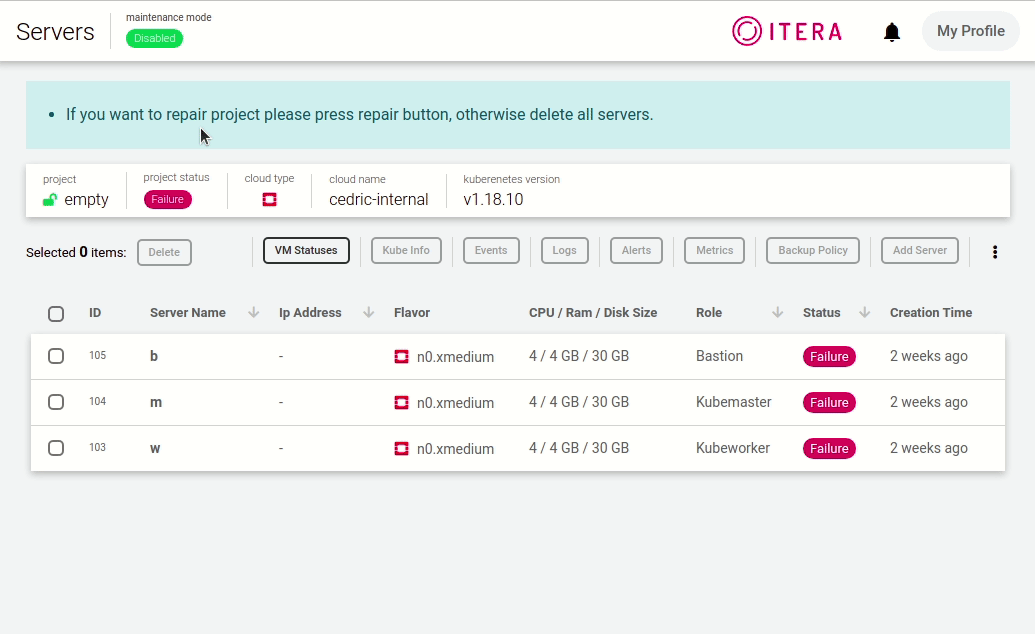 Servers
maintenance mode
Disabled
ITERA
My Profile
• If you want to repair project please press repair button, otherwise delete all servers.
project project status cloud type cloud name kuberenetes version
empty Failure cedric-internal v1.18.10
Selected 0 items: Delete VM Statuses Kube Info Events Logs Alerts Metrics Backup Policy Add Server
ID Server Name Ip Address Flavor CPU / Ram / Disk Size Role Status Creation Time
105 b - n0.xmedium 4 / 4 GB / 30 GB Bastion Failure 2 weeks ago
104 m - n0.xmedium 4 / 4 GB / 30 GB Kubemaster Failure 2 weeks ago
103 w - n0.xmedium 4 / 4 GB / 30 GB Kubeworker Failure 2 weeks ago